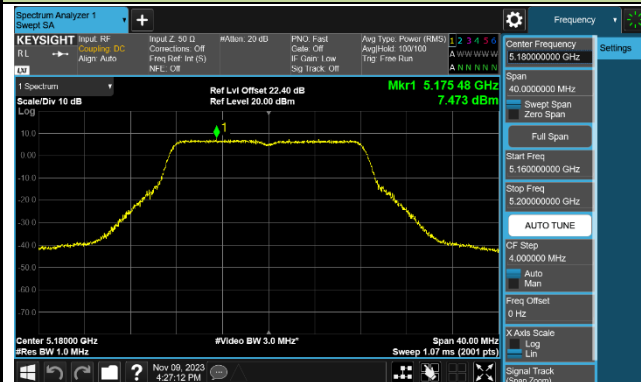 Spectrum Analyzer 1
Swept SA
+
Frequency
KEYSIGHT
RL
LXI
Input: RF
Coupling: DC
Align: Auto
Input Z: 50 Ω
Corrections: Off
Freq Ref: Int (S)
NFE: Off
#Atten: 20 dB
PNO: Fast
Gate: Off
IF Gain: Low
Sig Track: Off
Avg Type: Power (RMS)
Avg|Hold: 100/100
Trig: Free Run
1 2 3 4 5 6
A W W W W W
A N N N N N
1 Spectrum
Scale/Div 10 dB
Log
Ref Lvl Offset 22.40 dB
Ref Level 20.00 dBm
Mkr1 5.175 48 GHz
7.473 dBm
1
10.0
0.00
-10.0
-20.0
-30.0
-40.0
-50.0
-60.0
-70.0
Center 5.18000 GHz
#Res BW 1.0 MHz
#Video BW 3.0 MHz*
Span 40.00 MHz
Sweep 1.07 ms (2001 pts)
Center Frequency
5.180000000 GHz
Settings
Span
40.0000000 MHz
Swept Span
Zero Span
Full Span
Start Freq
5.160000000 GHz
Stop Freq
5.200000000 GHz
AUTO TUNE
CF Step
4.000000 MHz
Auto
Man
Freq Offset
0 Hz
X Axis Scale
Log
Lin
Signal Track
(Span Zoom)
?
Nov 09, 2023
4:27:12 PM